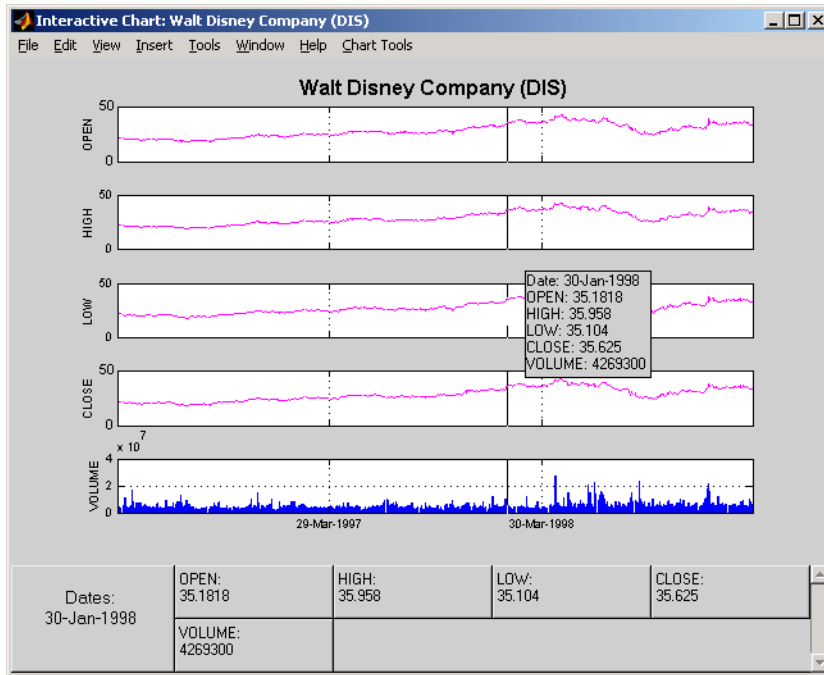 Interactive Chart: Walt Disney Company (DIS)
File Edit View Insert Tools Window Help Chart Tools
Walt Disney Company (DIS)
50
OPEN
0
50
HIGH
0
50
LOW
0
Date: 30-Jan-1998
OPEN: 35.1818
HIGH: 35.958
LOW: 35.104
CLOSE: 35.625
VOLUME: 4269300
50
CLOSE
0
x 10^7
4
VOLUME
2
0
29-Mar-1997 30-Mar-1998
Dates:
30-Jan-1998
OPEN:
35.1818
HIGH:
35.958
LOW:
35.104
CLOSE:
35.625
VOLUME:
4269300